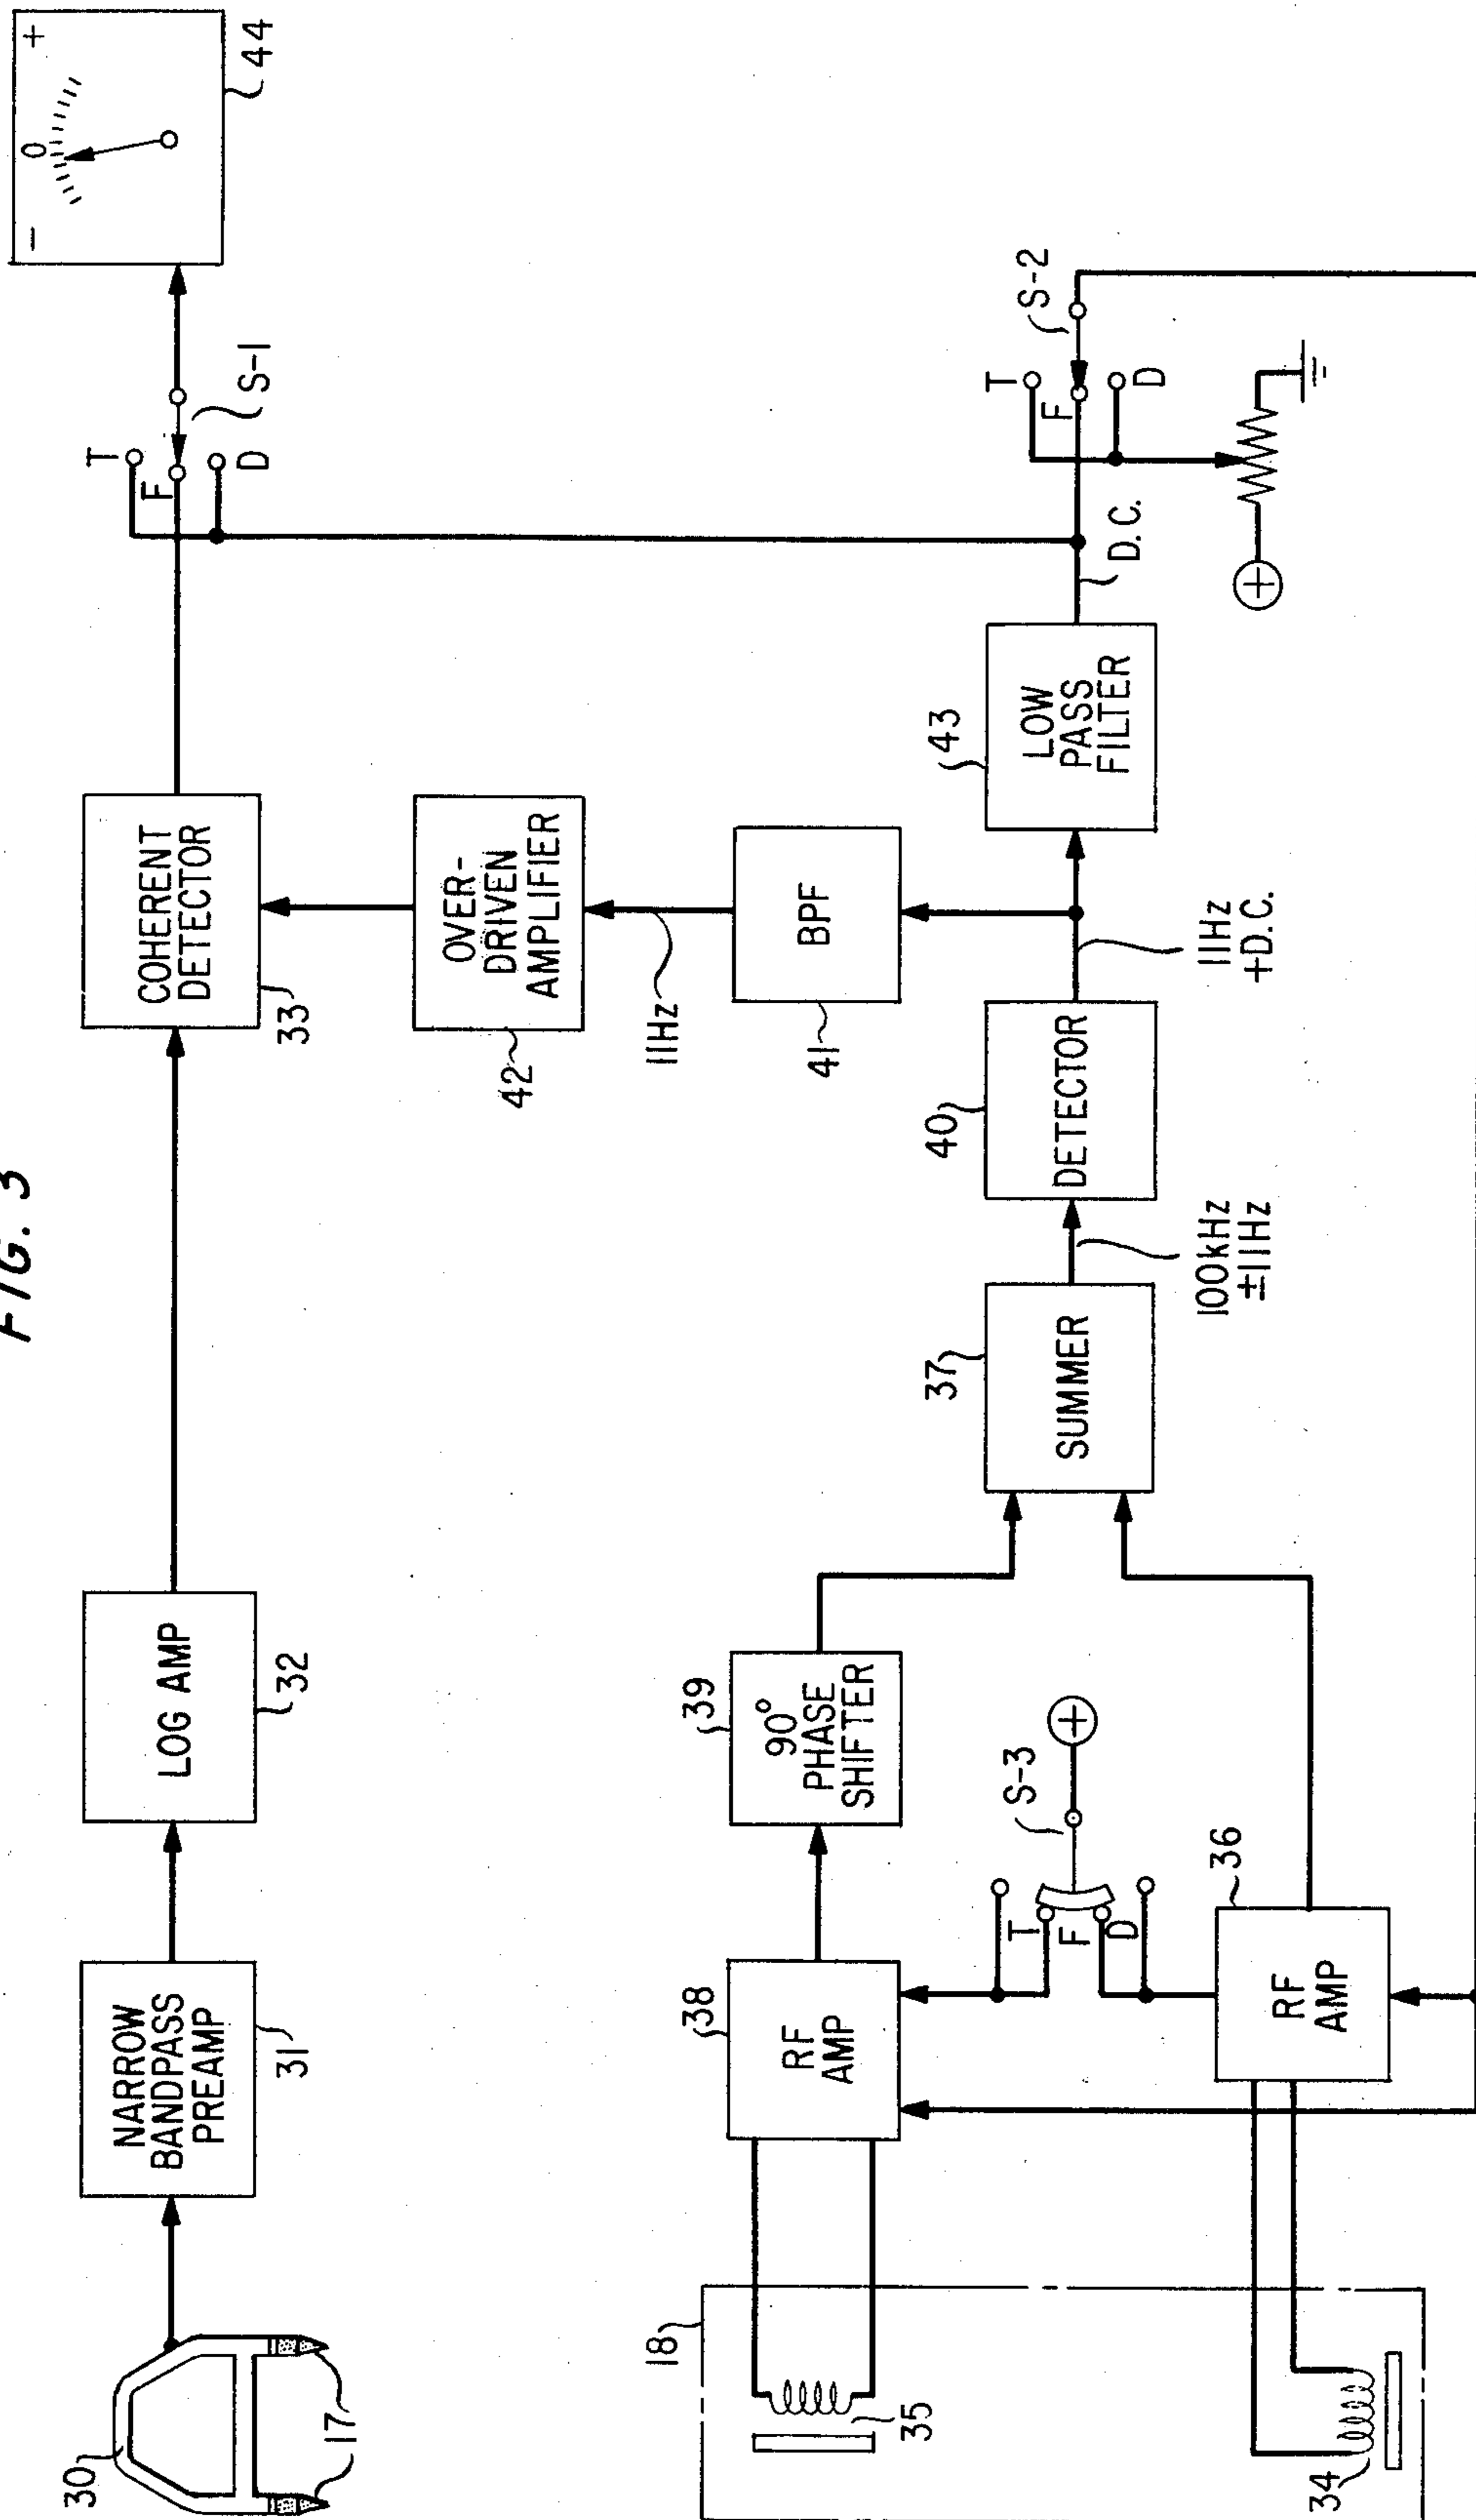 FIG. 3
30
17
NARROW
BANDPASS
PREAMP
31
LOG AMP
32
COHERENT
DETECTOR
33
T
F
D
S-1
−
0
+
44
OVER-
DRIVEN
AMPLIFIER
42
11Hz
BPF
41
18
35
34
RF
AMP
38
90°
PHASE
SHIFTER
39
S-3
T
F
D
+
RF
AMP
36
SUMMER
37
100kHz
±11Hz
DETECTOR
40
11Hz
+D.C.
LOW
PASS
FILTER
43
D.C.
T
F
D
S-2
+